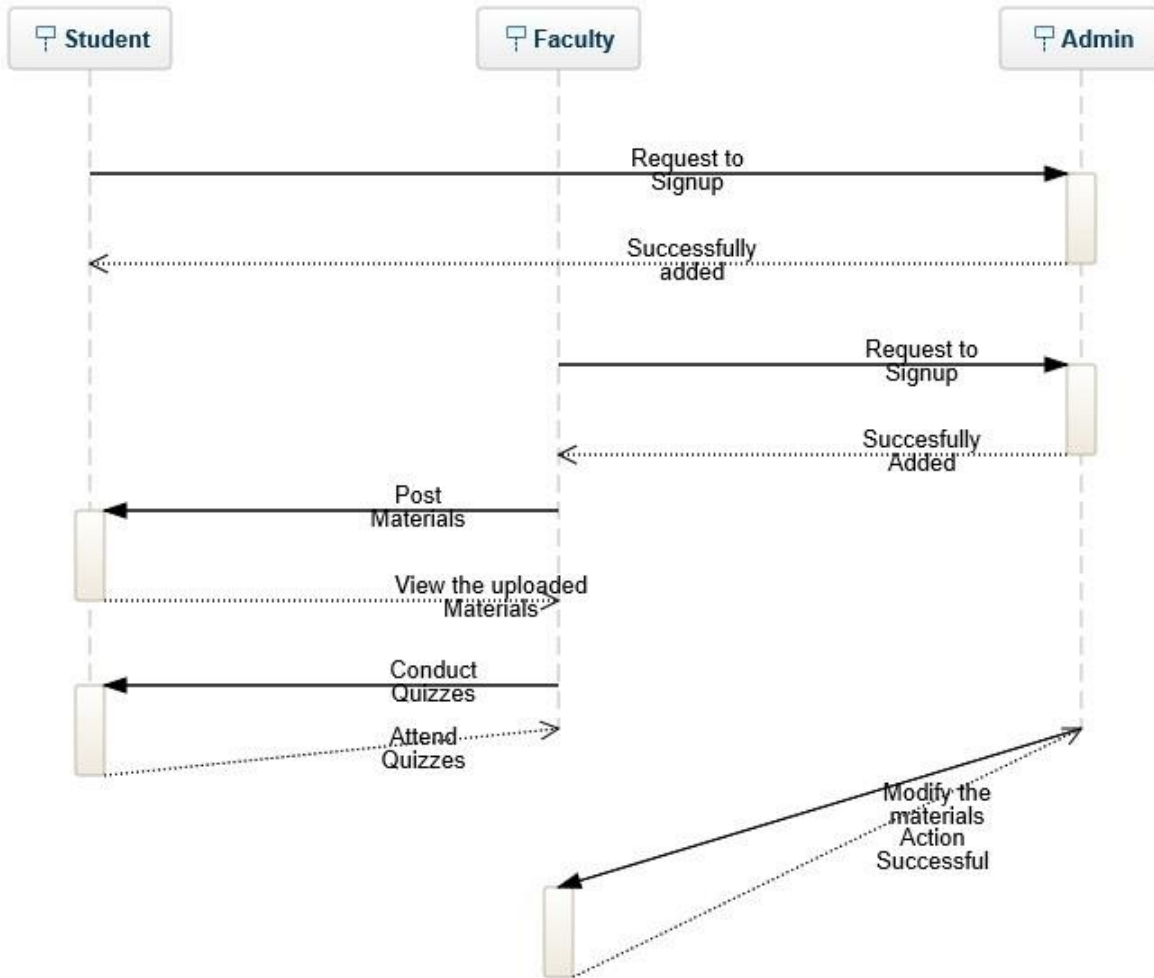 Student
Faculty
Admin
Request to
Signup
Successfully
added
Request to
Signup
Succesfully
Added
Post
Materials
View the uploaded
Materials
Conduct
Quizzes
Attend
Quizzes
Modify the
materials
Action
Successful